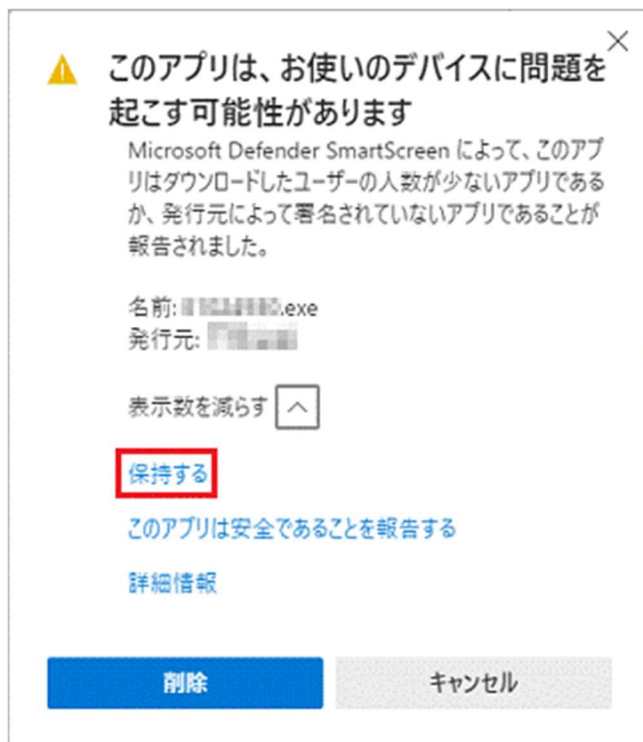 このアプリは、お使いのデバイスに問題を
起こす可能性があります
Microsoft Defender SmartScreen によって、このアプ
リはダウンロードしたユーザーの人数が少ないアプリである
か、発行元によって署名されていないアプリであることが
報告されました。
名前: .exe
発行元:
表示数を減らす
保持する
このアプリは安全であることを報告する
詳細情報
削除
キャンセル